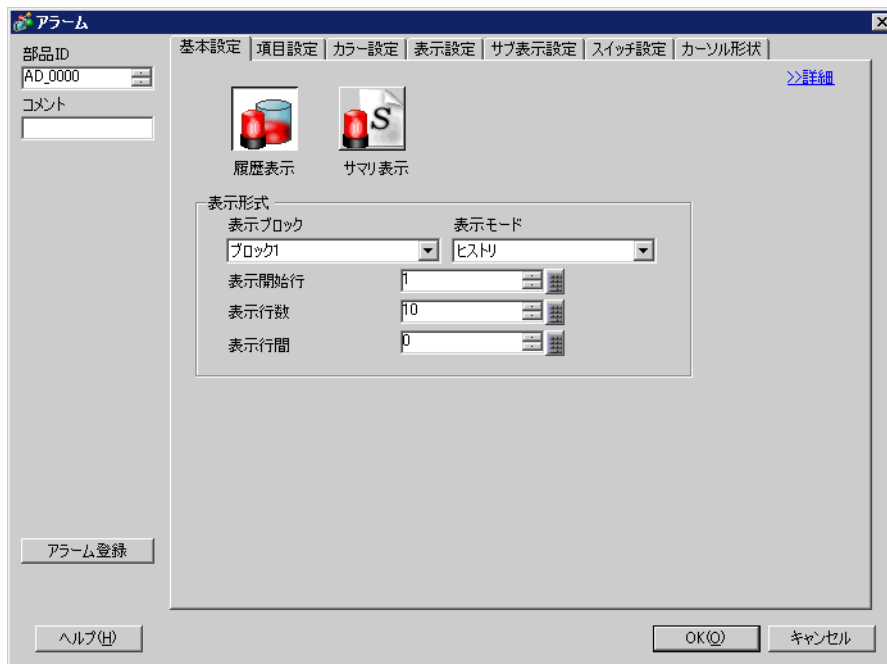 アラーム
部品ID
AD_0000
コメント
基本設定
項目設定
カラー設定
表示設定
サブ表示設定
スイッチ設定
カーソル形状
>>詳細
S
履歴表示
サマリ表示
表示形式
表示ブロック
表示モード
ブロック1
ヒストリ
表示開始行
1
表示行数
10
表示行間
0
アラーム登録
ヘルプ(H)
OK(O)
キャンセル